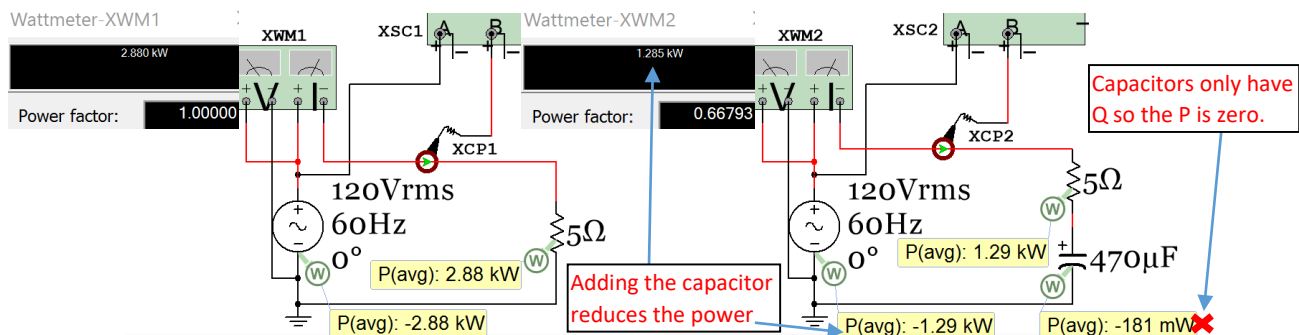 Wattmeter-XWM1
2.880 kW
Power factor: 1.00000
XWM1
V I
+ - + -
XSC1
A B
+ - + -
XCP1
120Vrms
60Hz
0°
+
5Ω
W
P(avg): 2.88 kW
W
P(avg): -2.88 kW
Wattmeter-XWM2
1.285 kW
Power factor: 0.66793
XWM2
V I
+ - + -
XSC2
A B
+ - + -
XCP2
Capacitors only have
Q so the P is zero.
120Vrms
60Hz
0°
+
5Ω
W
P(avg): 1.29 kW
+
470µF
W
W
Adding the capacitor
reduces the power
P(avg): -1.29 kW
P(avg): -181 mW